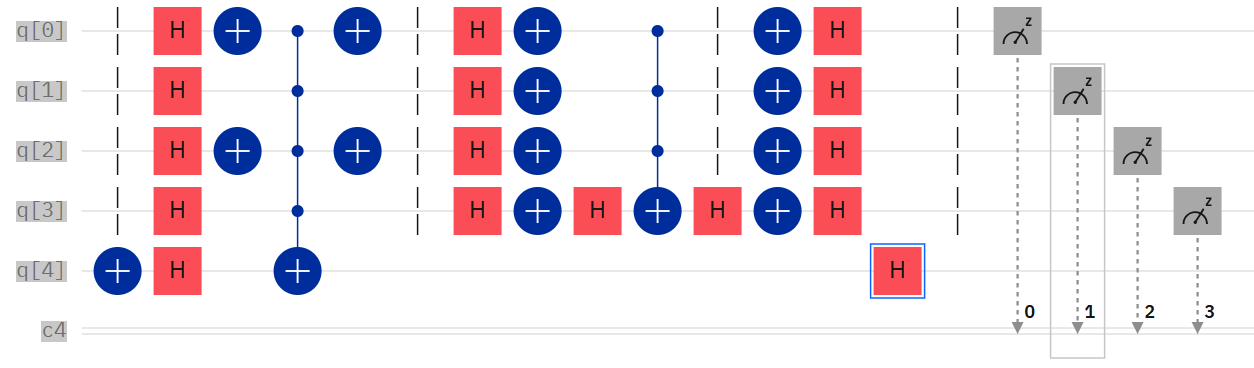 q[0] H H H z
q[1] H H H z
q[2] H H H z
q[3] H H H H H z
q[4] H H
c4 0 1 2 3